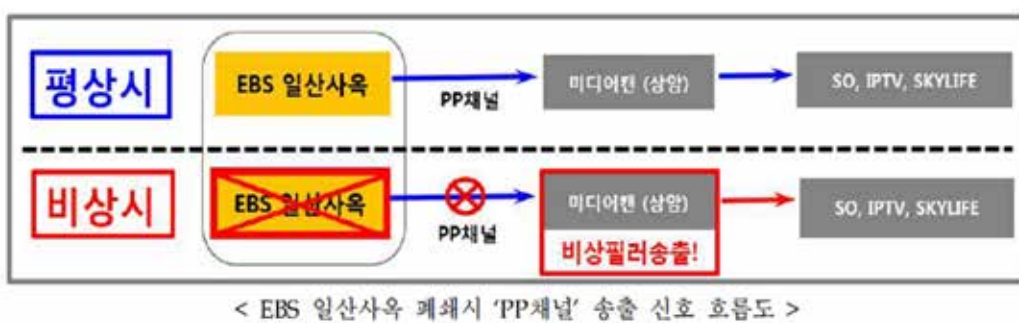 평상시
EBS 일산사옥
PP채널
미디어캔 (상암)
SO, IPTV, SKYLIFE
비상시
EBS 일산사옥
PP채널
미디어캔 (상암)
비상필러송출!
SO, IPTV, SKYLIFE
< EBS 일산사옥 폐쇄시 'PP채널' 송출 신호 흐름도 >